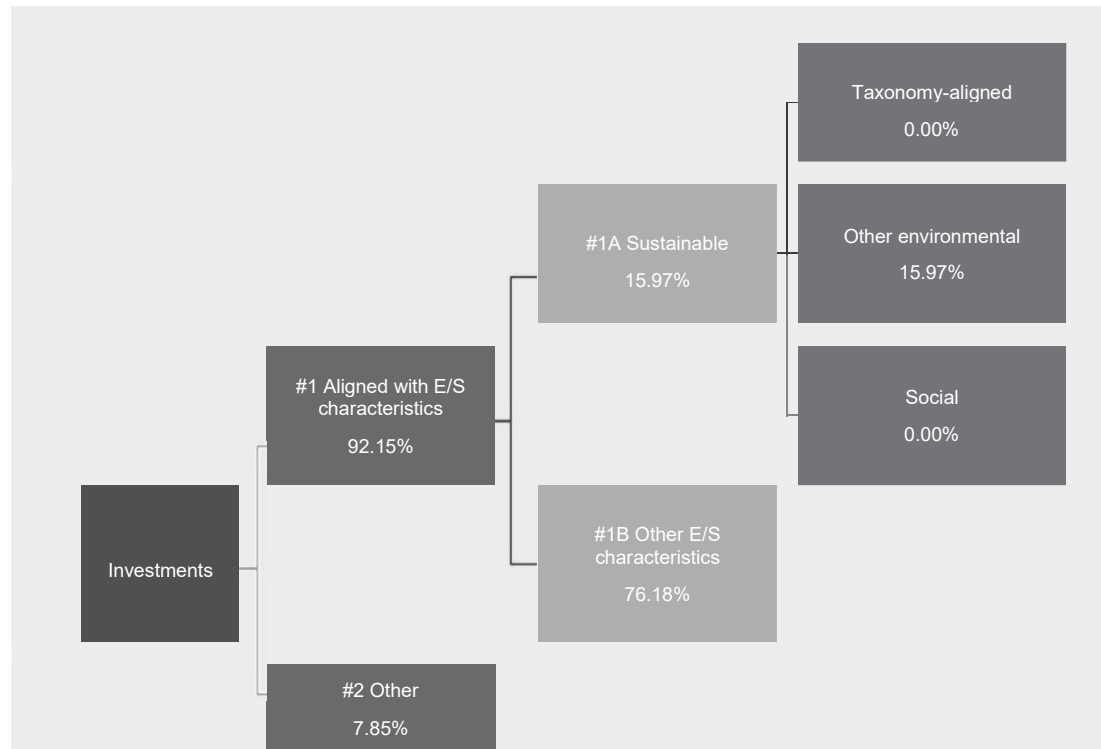 Taxonomy-aligned
0.00%
#1A Sustainable
15.97%
Other environmental
15.97%
#1 Aligned with E/S
characteristics
92.15%
Social
0.00%
Investments
#1B Other E/S
characteristics
76.18%
#2 Other
7.85%